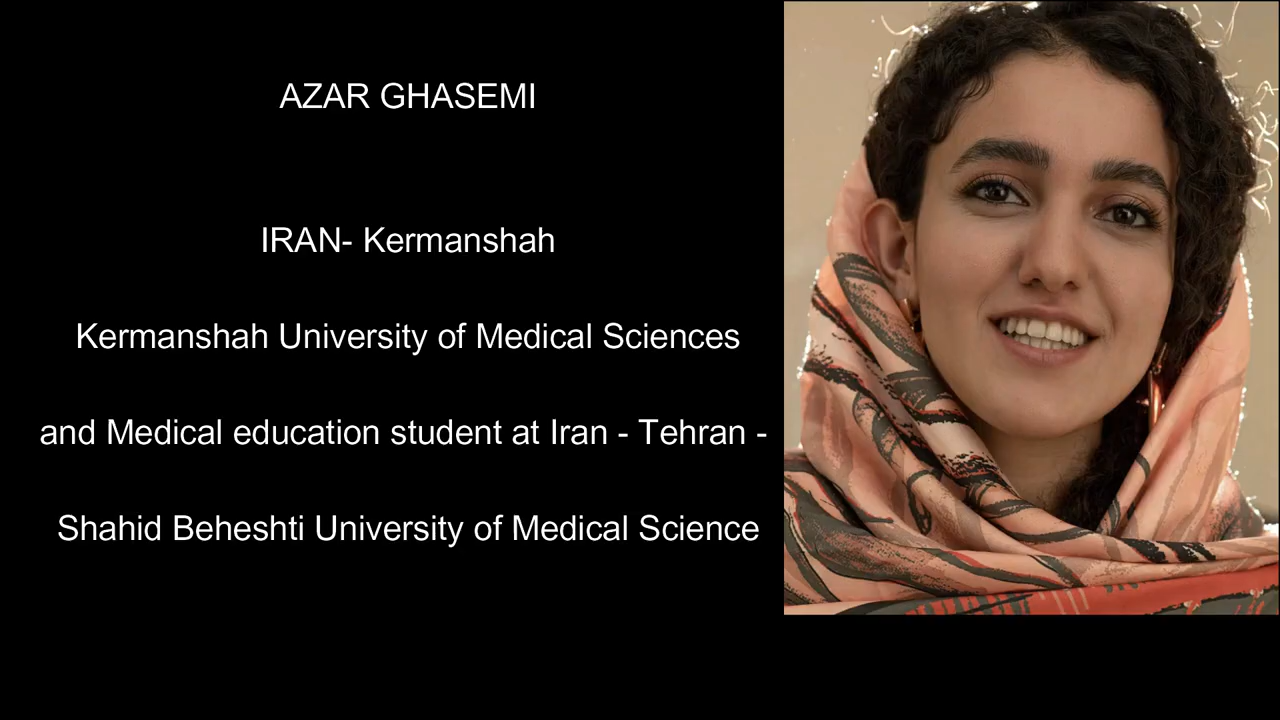 AZAR GHASEMI
IRAN- Kermanshah
Kermanshah University of Medical Sciences
and Medical education student at Iran - Tehran -
Shahid Beheshti University of Medical Science